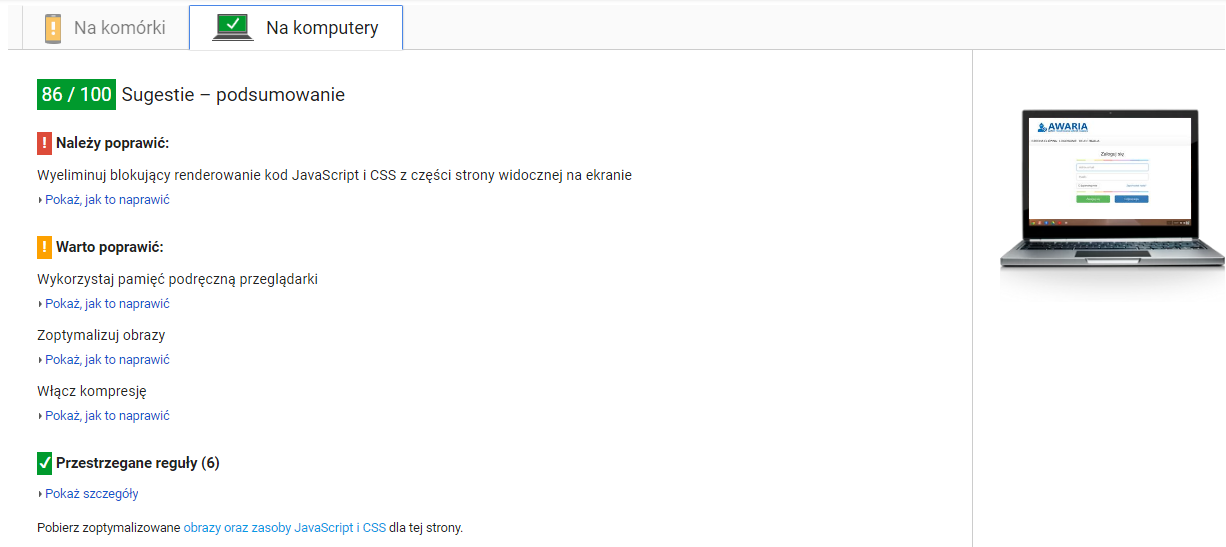 Na komórki
Na komputery
86 / 100 Sugestie – podsumowanie
! Należy poprawić:
Wyeliminuj blokujący renderowanie kod JavaScript i CSS z części strony widocznej na ekranie
Pokaż, jak to naprawić
! Warto poprawić:
Wykorzystaj pamięć podręczną przeglądarki
Pokaż, jak to naprawić
Zoptymalizuj obrazy
Pokaż, jak to naprawić
Włącz kompresję
Pokaż, jak to naprawić
Przestrzegane reguły (6)
Pokaż szczegóły
Pobierz zoptymalizowane obrazy oraz zasoby JavaScript i CSS dla tej strony.
AWARIA
Zaloguj się